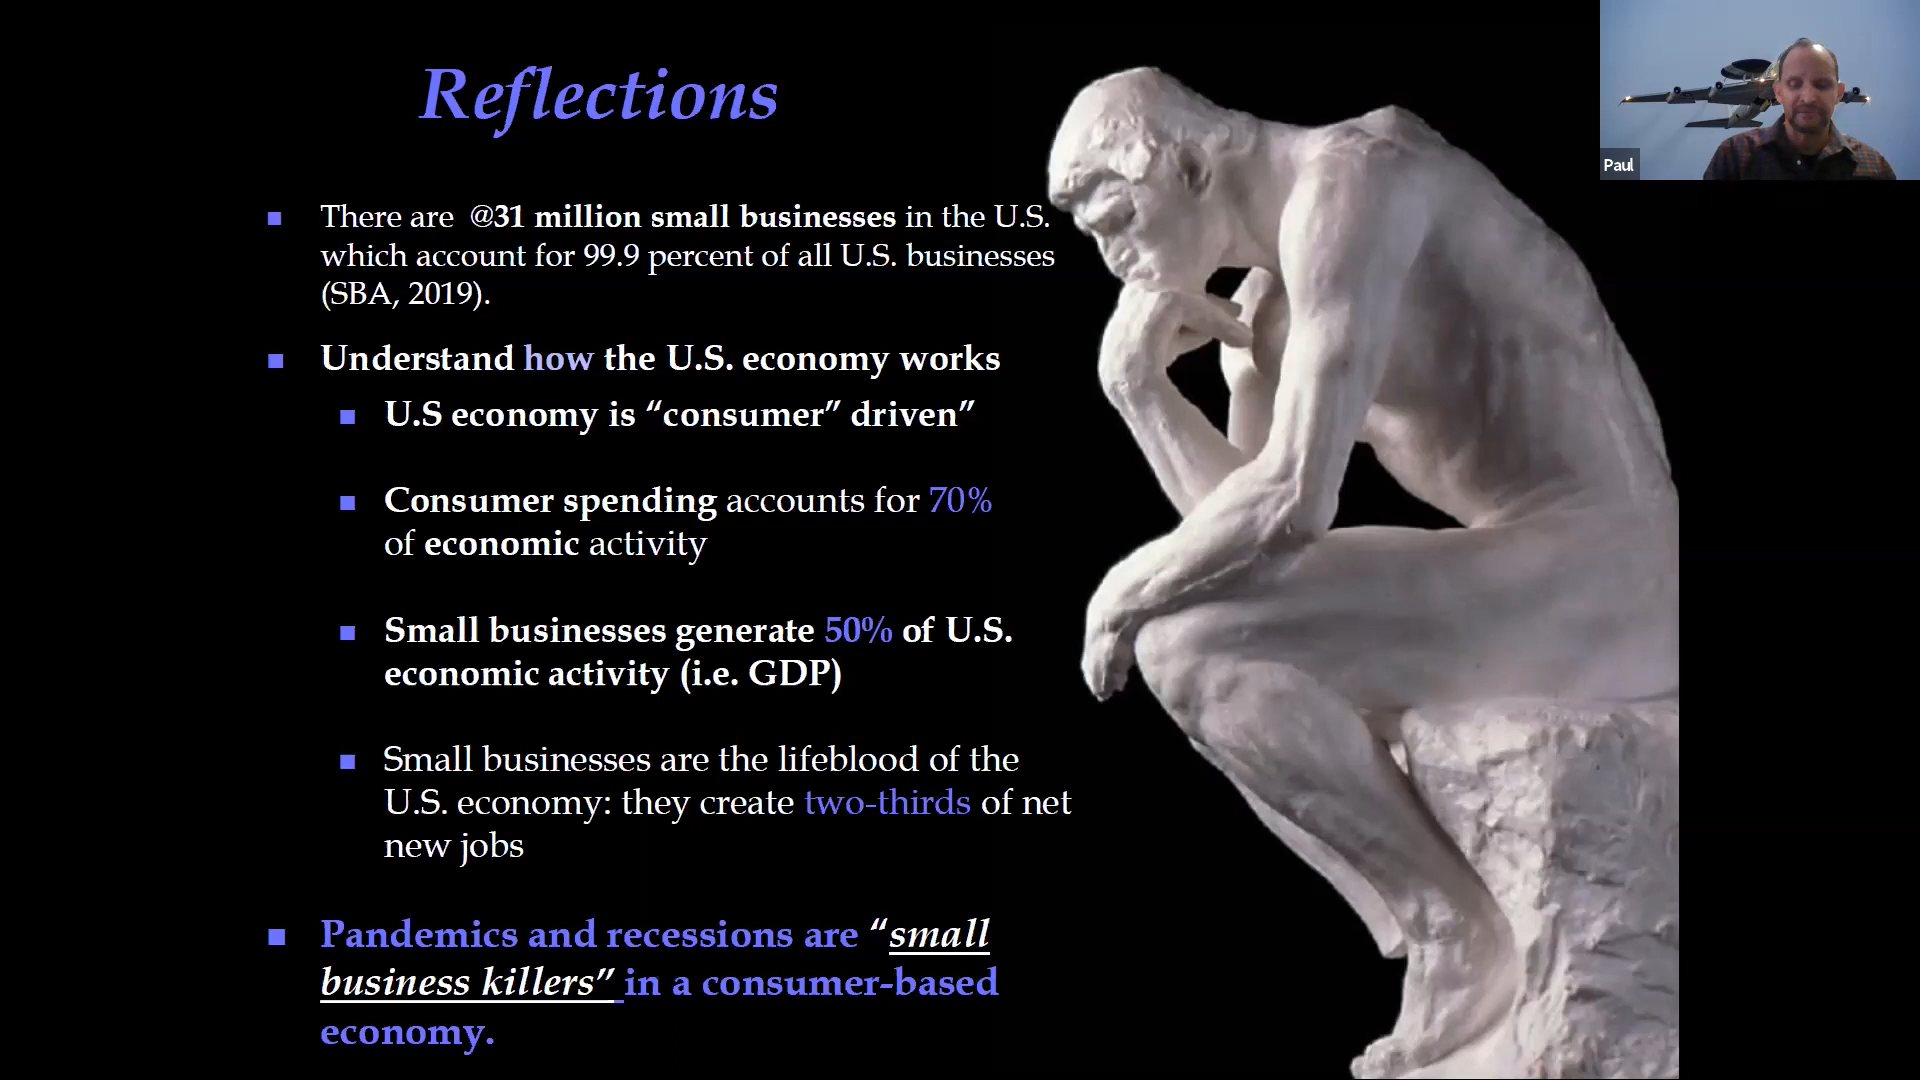 Reflections
Paul
There are @31 million small businesses in the U.S.
which account for 99.9 percent of all U.S. businesses
(SBA, 2019).
Understand how the U.S. economy works
U.S economy is “consumer” driven”
Consumer spending accounts for 70%
of economic activity
Small businesses generate 50% of U.S.
economic activity (i.e. GDP)
Small businesses are the lifeblood of the
U.S. economy: they create two-thirds of net
new jobs
Pandemics and recessions are “small
business killers” in a consumer-based
economy.